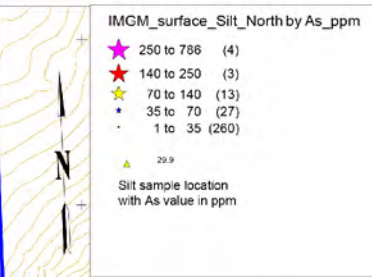 IMGM_surface_Silt_North by As_ppm
250 to 786 (4)
140 to 250 (3)
70 to 140 (13)
35 to 70 (27)
1 to 35 (260)
N
29.9
Silt sample location
with As value in ppm